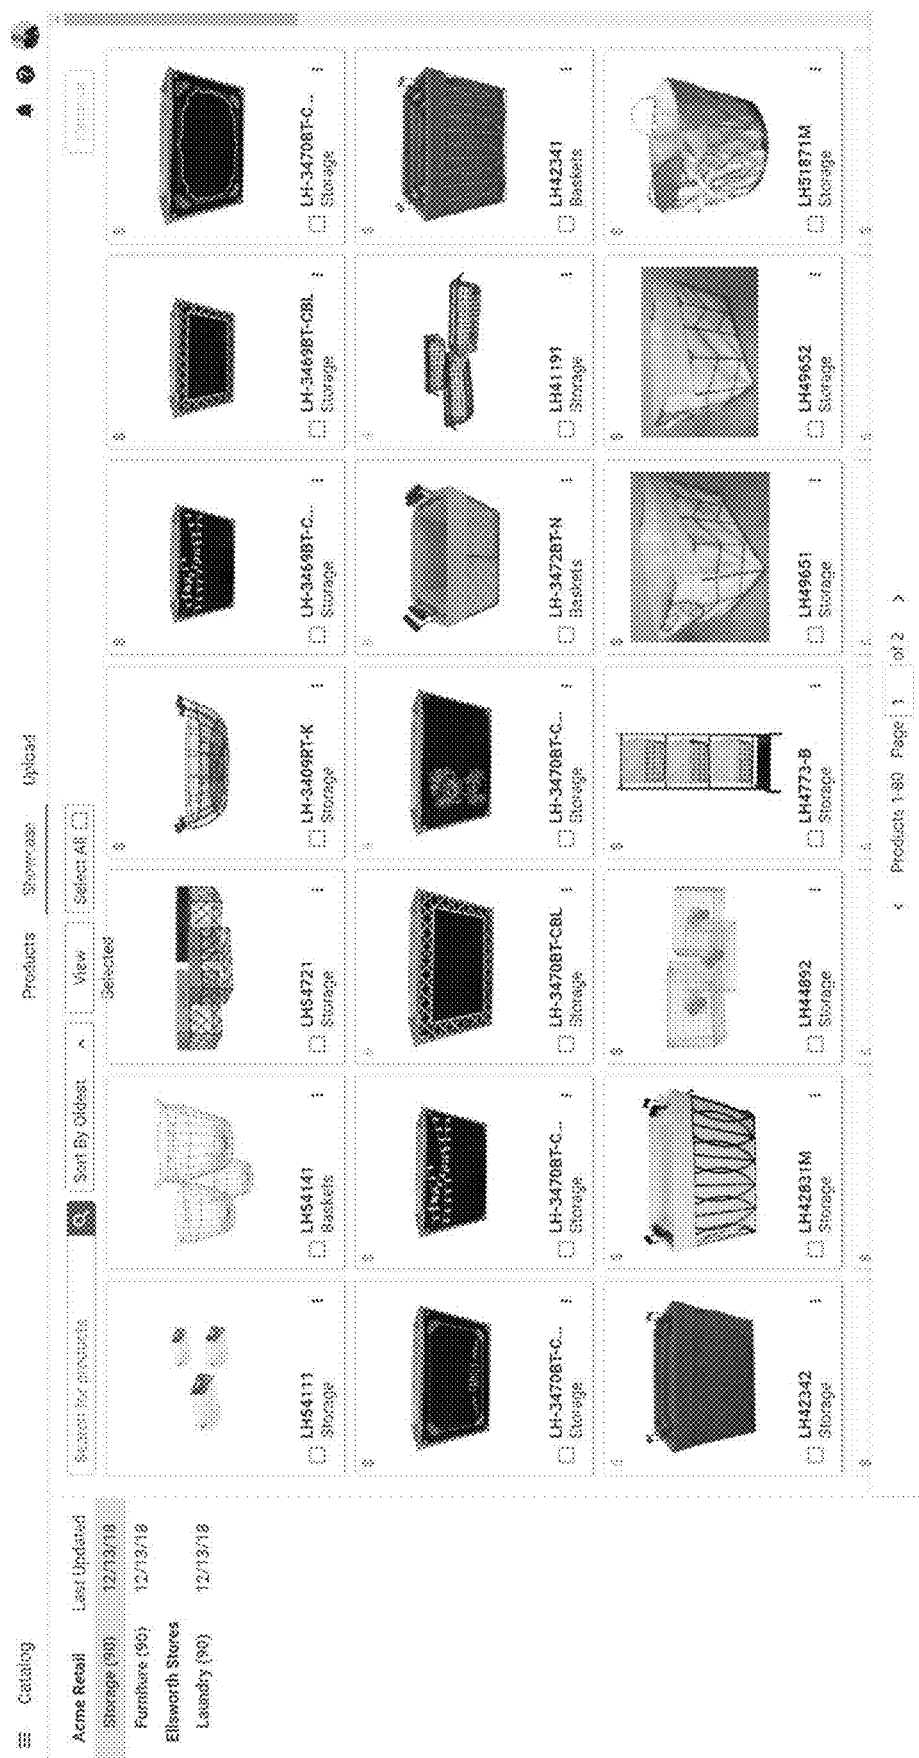 Catalog
Products Showcase Upload
Acme Retail Last Updated
Storage (90) 12/13/18
Furniture (90) 12/13/18
Ellsworth Stores
Laundry (90) 12/13/18
Search for products Sort By Oldest View Select All
Selected
LH54111
Storage
LH54141
Baskets
LH54721
Storage
LH-3409RT-K
Storage
LH-3469BT-C...
Storage
LH-3469BT-CBL
Storage
LH-3470BT-C...
Storage
LH-3470BT-C...
Storage
LH-3470BT-C...
Storage
LH-3470BT-CBL
Storage
LH-3470BT-C...
Storage
LH-3472BT-N
Baskets
LH41191
Storage
LH42341
Baskets
LH42342
Storage
LH42831M
Storage
LH44892
Storage
LH4773-B
Storage
LH49651
Storage
LH49652
Storage
LH51871M
Storage
< Products 1-80 Page 1 of 2 >